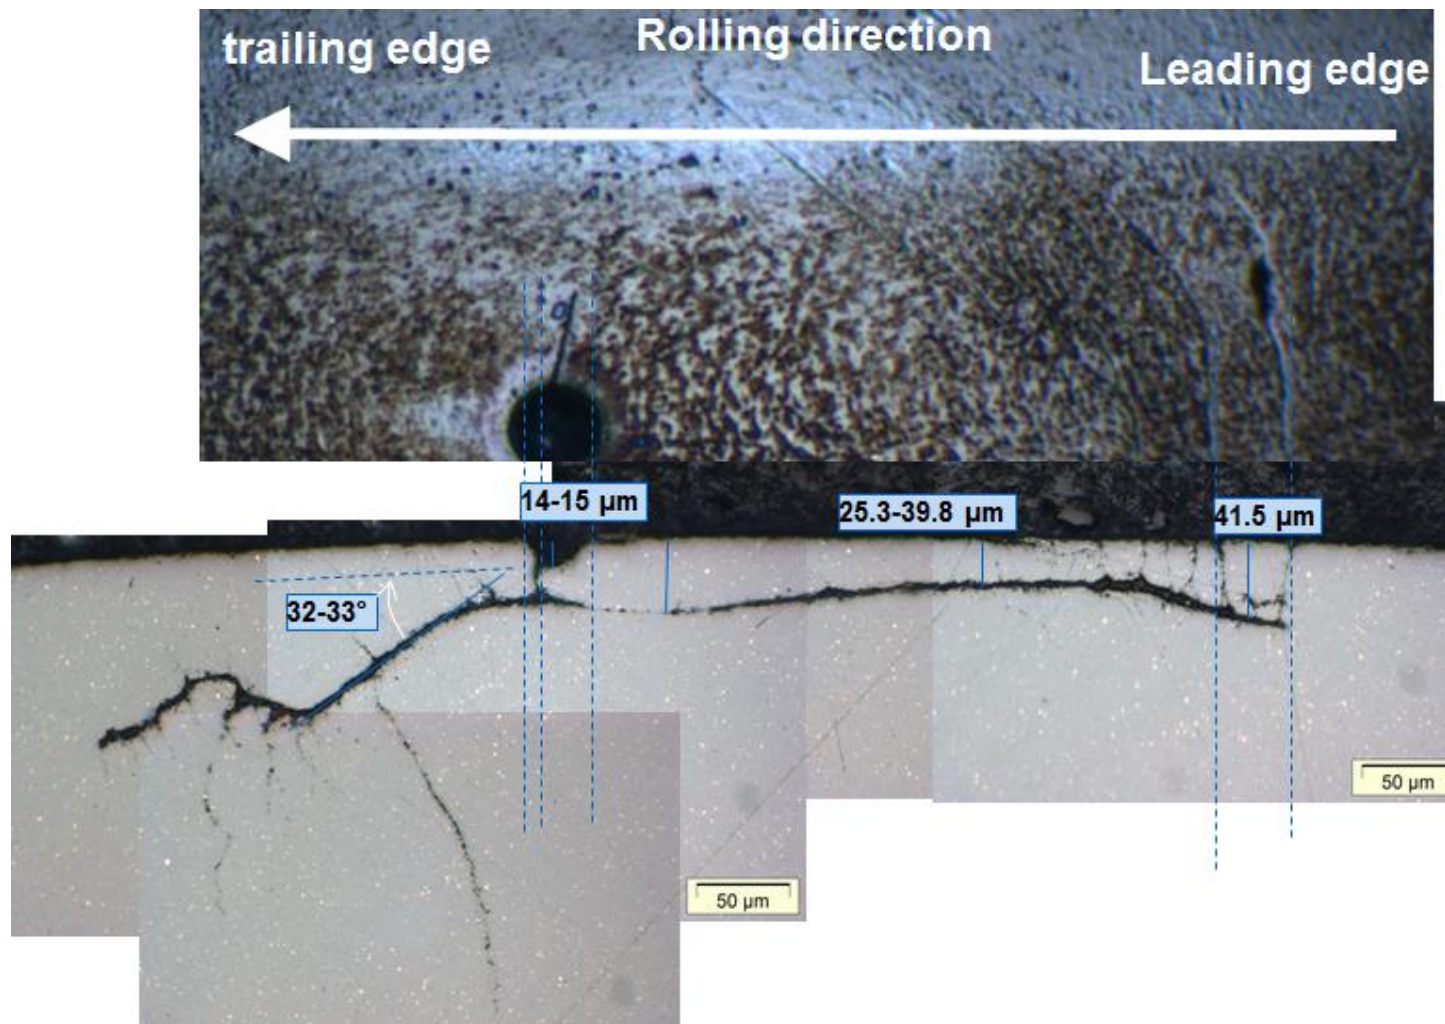 trailing edge
Rolling direction
Leading edge
14-15 µm
25.3-39.8 µm
41.5 µm
32-33°
50 µm
50 µm